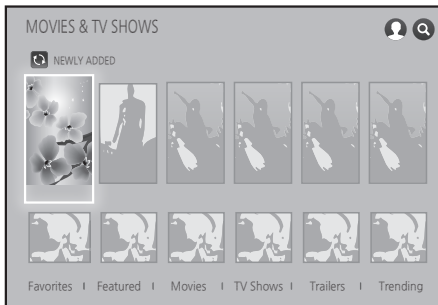 MOVIES & TV SHOWS
NEWLY ADDED
Favorites I Featured I Movies I TV Shows I Trailers I Trending